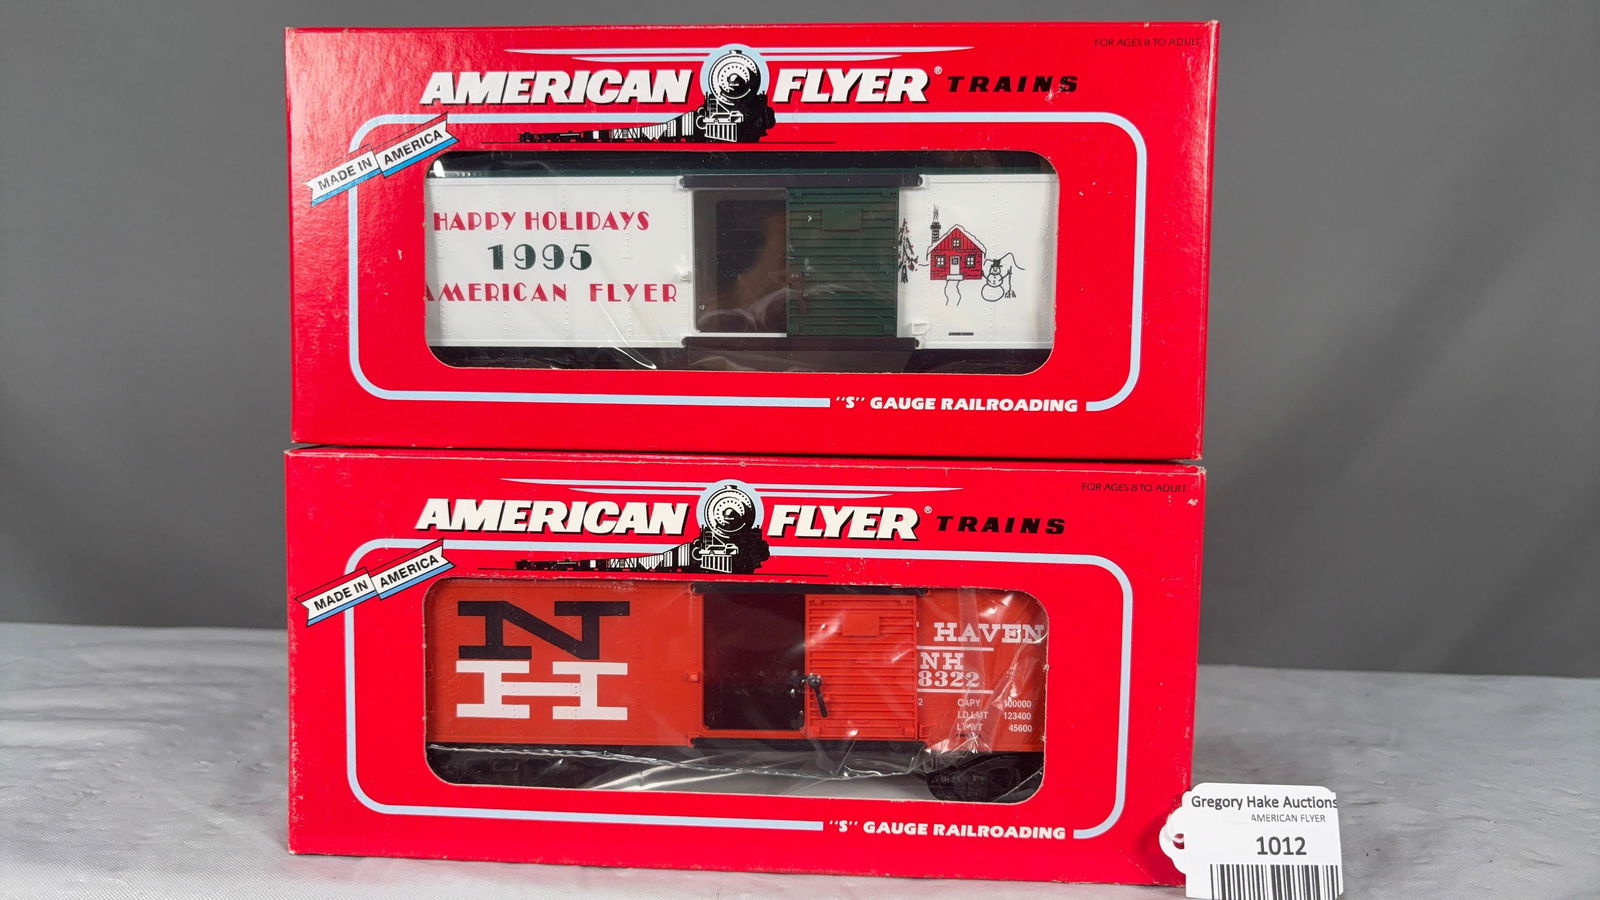 FOR AGES 8 TO ADULT
AMERICAN FLYER® TRAINS
MADE IN AMERICA
HAPPY HOLIDAYS
1995
AMERICAN FLYER
"S" GAUGE RAILROADING
FOR AGES 8 TO ADULT
AMERICAN FLYER® TRAINS
MADE IN AMERICA
N
H
HAVEN
NH
8322
2 CAPY 100000
LD LMT 123400
LT WT 45600
"S" GAUGE RAILROADING
Gregory Hake Auctions
AMERICAN FLYER
1012